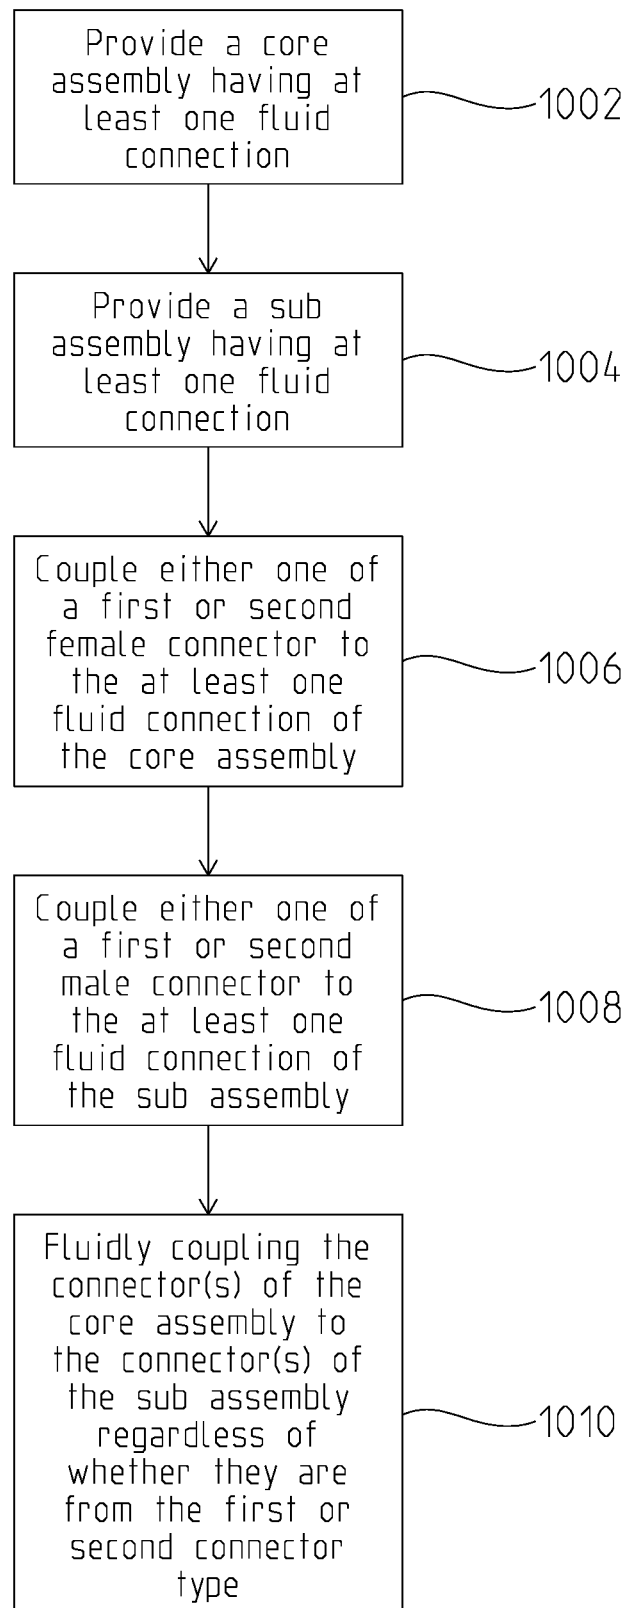 Provide a core
assembly having at
least one fluid
connection
1002
Provide a sub
assembly having at
least one fluid
connection
1004
Couple either one of
a first or second
female connector to
the at least one
fluid connection of
the core assembly
1006
Couple either one of
a first or second
male connector to
the at least one
fluid connection of
the sub assembly
1008
Fluidly coupling the
connector(s) of the
core assembly to
the connector(s) of
the sub assembly
regardless of
whether they are
from the first or
second connector
type
1010